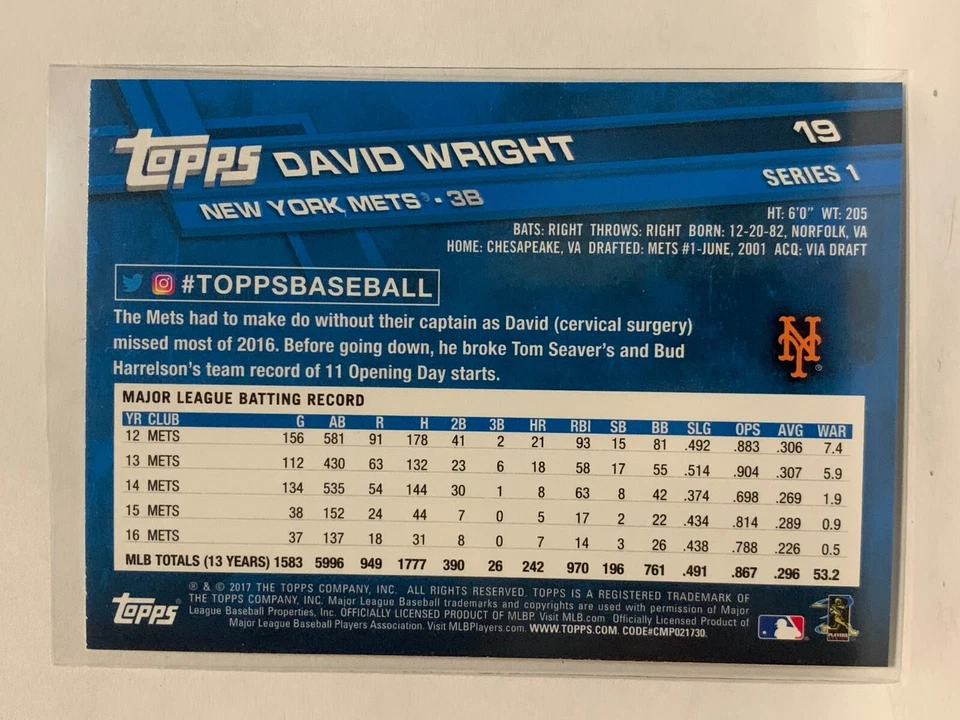 topps DAVID WRIGHT 19
NEW YORK METS® • 3B SERIES 1
HT: 6'0" WT: 205
BATS: RIGHT THROWS: RIGHT BORN: 12-20-82, NORFOLK, VA
HOME: CHESAPEAKE, VA DRAFTED: METS #1-JUNE, 2001 ACQ: VIA DRAFT
#TOPPSBASEBALL
The Mets had to make do without their captain as David (cervical surgery)
missed most of 2016. Before going down, he broke Tom Seaver's and Bud
Harrelson's team record of 11 Opening Day starts.
NY
MAJOR LEAGUE BATTING RECORD
YR CLUB G AB R H 2B 3B HR RBI SB BB SLG OPS AVG WAR
12 METS 156 581 91 178 41 2 21 93 15 81 .492 .883 .306 7.4
13 METS 112 430 63 132 23 6 18 58 17 55 .514 .904 .307 5.9
14 METS 134 535 54 144 30 1 8 63 8 42 .374 .698 .269 1.9
15 METS 38 152 24 44 7 0 5 17 2 22 .434 .814 .289 0.9
16 METS 37 137 18 31 8 0 7 14 3 26 .438 .788 .226 0.5
MLB TOTALS (13 YEARS) 1583 5996 949 1777 390 26 242 970 196 761 .491 .867 .296 53.2
topps
® & © 2017 THE TOPPS COMPANY, INC. ALL RIGHTS RESERVED. TOPPS IS A REGISTERED TRADEMARK OF
THE TOPPS COMPANY, INC. Major League Baseball trademarks and copyrights are used with permission of Major
League Baseball Properties, Inc. OFFICIALLY LICENSED PRODUCT OF MLBP. Visit MLB.com Officially Licensed Product of
Major League Baseball Players Association. Visit MLBPlayers.com. WWW.TOPPS.COM. CODE#CMP021730.
PLAYERS